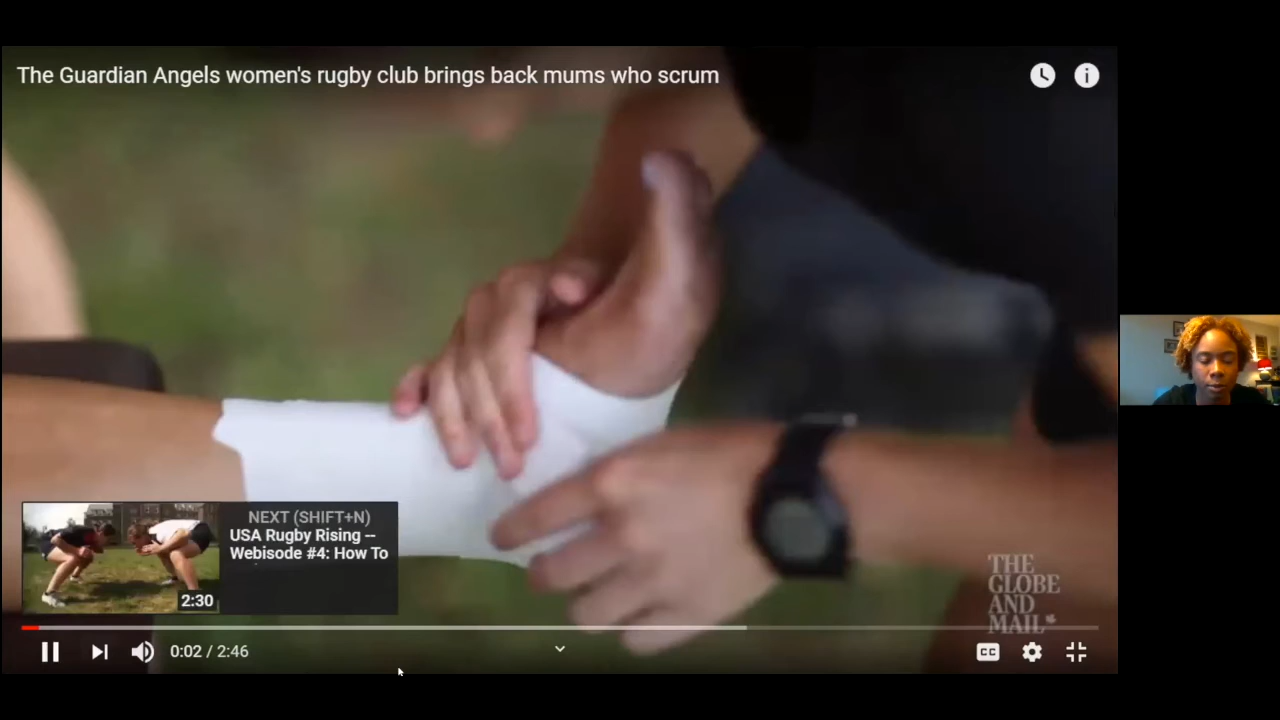 The Guardian Angels women's rugby club brings back mums who scrum
NEXT (SHIFT+N)
USA Rugby Rising --
Webisode #4: How To
2:30
THE
GLOBE
AND
MAIL
0:02 / 2:46
CC